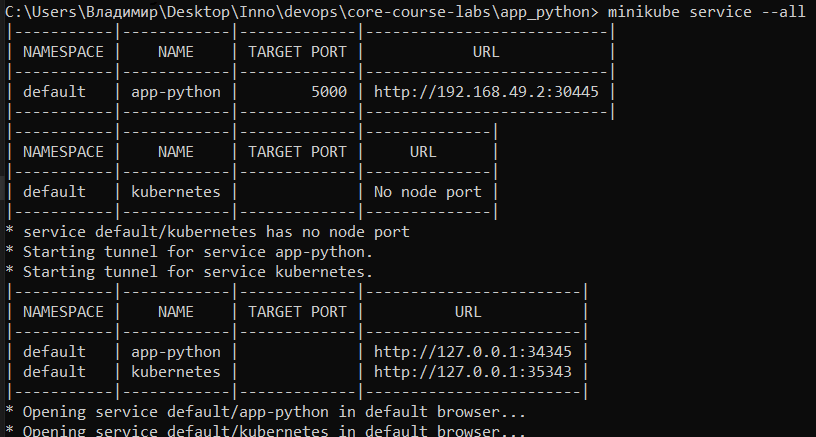 C:\Users\Владимир\Desktop\Inno\devops\core-course-labs\app_python> minikube service --all
|-----------|------------|-------------|---------------------------|
| NAMESPACE |    NAME    | TARGET PORT |            URL            |
|-----------|------------|-------------|---------------------------|
| default   | app-python |        5000 | http://192.168.49.2:30445 |
|-----------|------------|-------------|---------------------------|
|-----------|------------|-------------|--------------|
| NAMESPACE |    NAME    | TARGET PORT |     URL      |
|-----------|------------|-------------|--------------|
| default   | kubernetes |             | No node port |
|-----------|------------|-------------|--------------|
* service default/kubernetes has no node port
* Starting tunnel for service app-python.
* Starting tunnel for service kubernetes.
|-----------|------------|-------------|------------------------|
| NAMESPACE |    NAME    | TARGET PORT |          URL           |
|-----------|------------|-------------|------------------------|
| default   | app-python |             | http://127.0.0.1:34345 |
| default   | kubernetes |             | http://127.0.0.1:35343 |
|-----------|------------|-------------|------------------------|
* Opening service default/app-python in default browser...
* Opening service default/kubernetes in default browser...